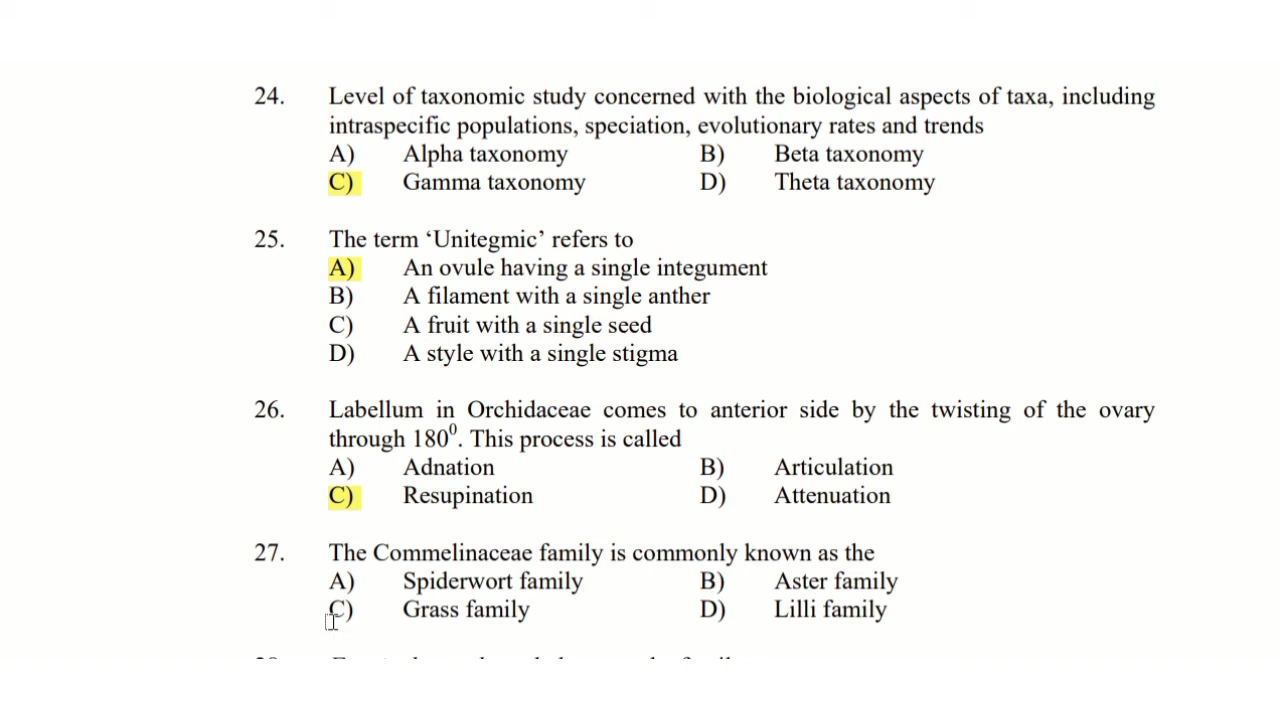 24. Level of taxonomic study concerned with the biological aspects of taxa, including
intraspecific populations, speciation, evolutionary rates and trends
A) Alpha taxonomy B) Beta taxonomy
C) Gamma taxonomy D) Theta taxonomy
25. The term ‘Unitegmic’ refers to
A) An ovule having a single integument
B) A filament with a single anther
C) A fruit with a single seed
D) A style with a single stigma
26. Labellum in Orchidaceae comes to anterior side by the twisting of the ovary
through 180⁰. This process is called
A) Adnation B) Articulation
C) Resupination D) Attenuation
27. The Commelinaceae family is commonly known as the
A) Spiderwort family B) Aster family
C) Grass family D) Lilli family